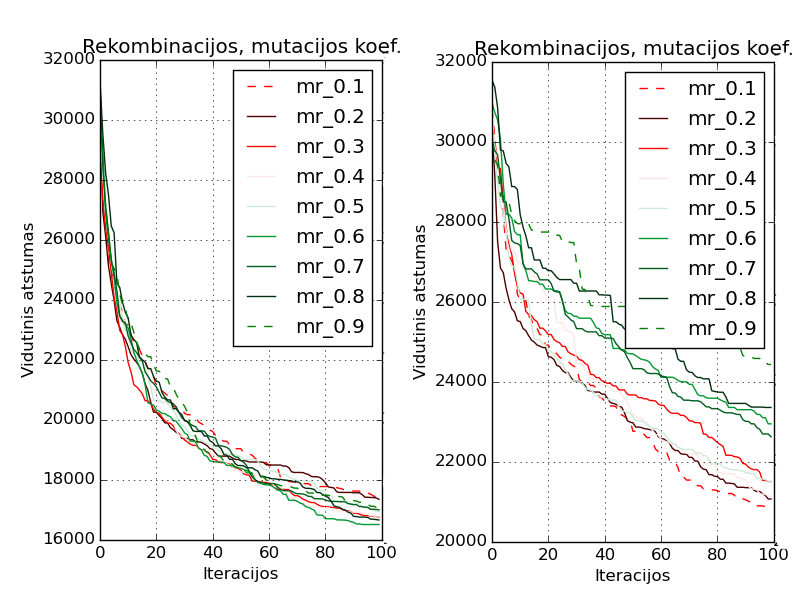 Rekombinacijos, mutacijos koef.
32000
30000
28000
26000
24000
22000
20000
18000
16000
Vidutinis atstumas
mr_0.1
mr_0.2
mr_0.3
mr_0.4
mr_0.5
mr_0.6
mr_0.7
mr_0.8
mr_0.9
0 20 40 60 80 100
Iteracijos
Rekombinacijos, mutacijos koef.
32000
30000
28000
26000
24000
22000
20000
Vidutinis atstumas
mr_0.1
mr_0.2
mr_0.3
mr_0.4
mr_0.5
mr_0.6
mr_0.7
mr_0.8
mr_0.9
0 20 40 60 80 100
Iteracijos